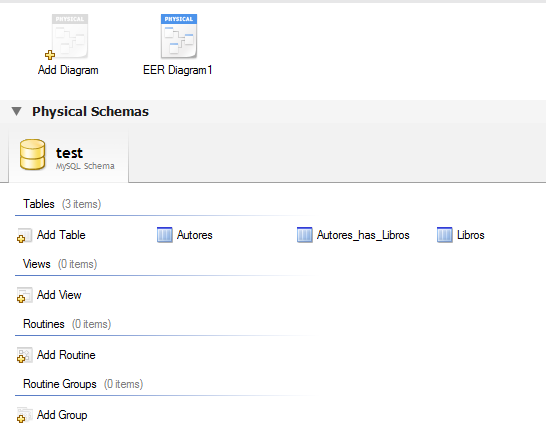 PHYSICAL PHYSICAL
Add Diagram EER Diagram1
Physical Schemas
test
MySQL Schema
Tables (3 items)
Add Table Autores Autores_has_Libros Libros
Views (0 items)
Add View
Routines (0 items)
Add Routine
Routine Groups (0 items)
Add Group